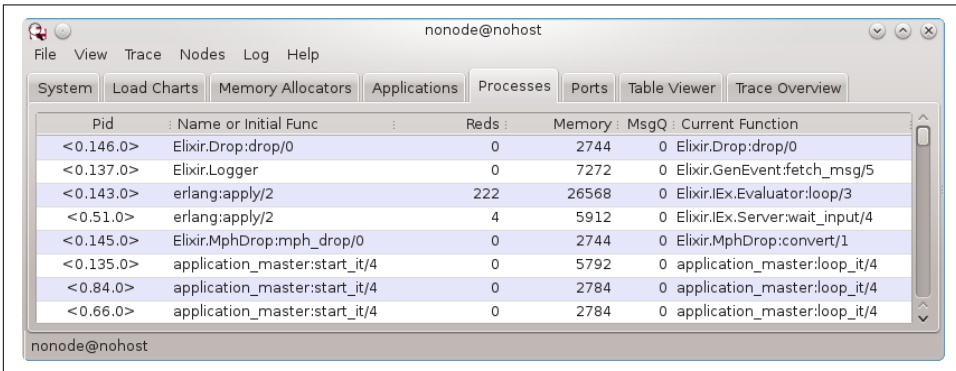 nonode@nohost
File View Trace Nodes Log Help
System Load Charts Memory Allocators Applications Processes Ports Table Viewer Trace Overview
Pid Name or Initial Func Reds Memory MsgQ Current Function
<0.146.0> Elixir.Drop:drop/0 0 2744 0 Elixir.Drop:drop/0
<0.137.0> Elixir.Logger 0 7272 0 Elixir.GenEvent:fetch_msg/5
<0.143.0> erlang:apply/2 222 26568 0 Elixir.IEx.Evaluator:loop/3
<0.51.0> erlang:apply/2 4 5912 0 Elixir.IEx.Server:wait_input/4
<0.145.0> Elixir.MphDrop:mph_drop/0 0 2744 0 Elixir.MphDrop:convert/1
<0.135.0> application_master:start_it/4 0 5792 0 application_master:loop_it/4
<0.84.0> application_master:start_it/4 0 2784 0 application_master:loop_it/4
<0.66.0> application_master:start_it/4 0 2784 0 application_master:loop_it/4
nonode@nohost